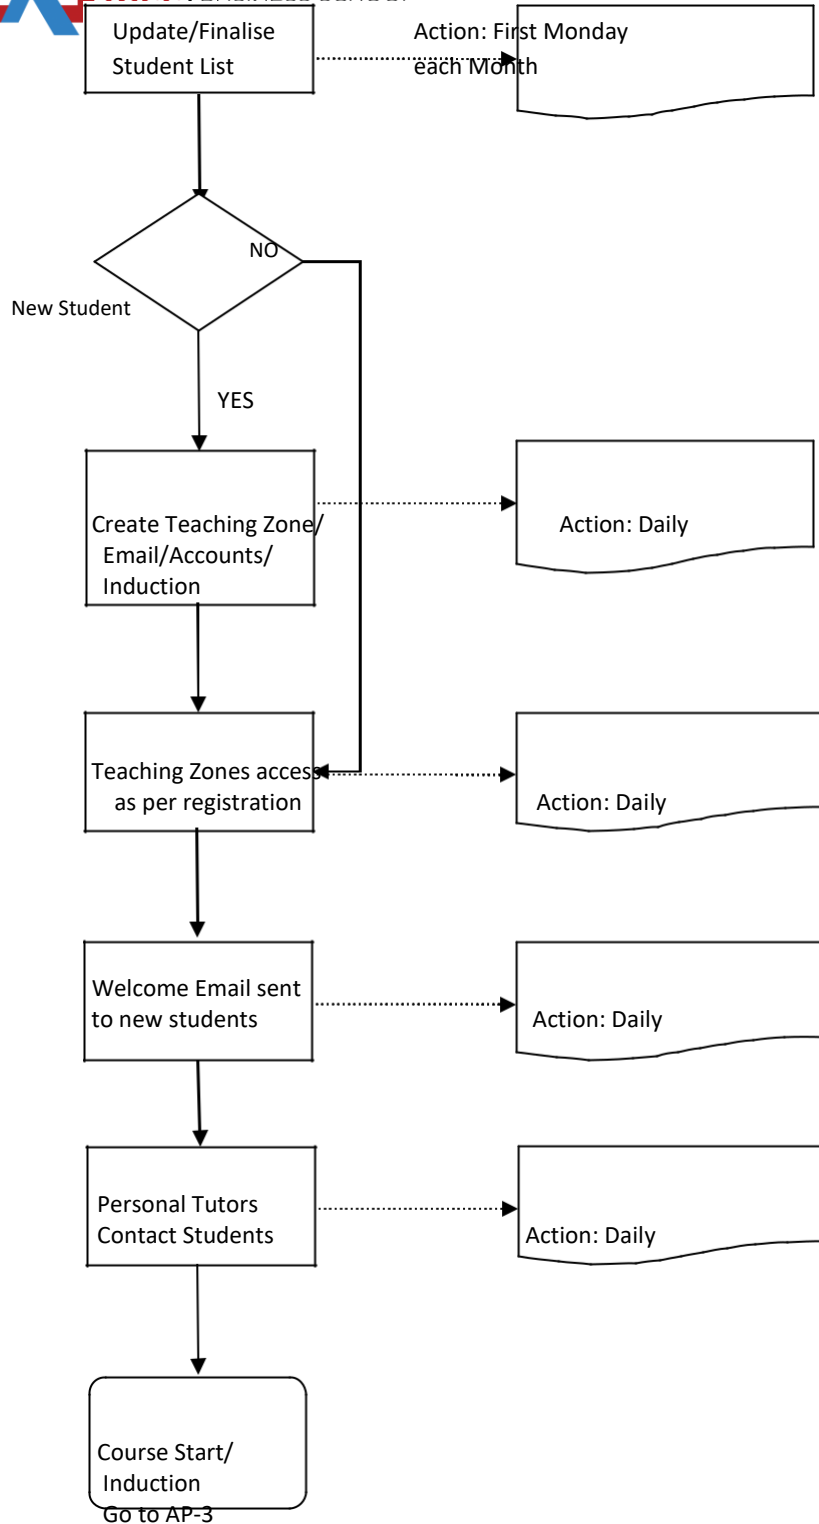 Update/Finalise
Student List
Action: First Monday
each Month
NO
New Student
YES
Create Teaching Zone/
Email/Accounts/
Induction
Action: Daily
Teaching Zones access
as per registration
Action: Daily
Welcome Email sent
to new students
Action: Daily
Personal Tutors
Contact Students
Action: Daily
Course Start/
Induction
Go to AP-3